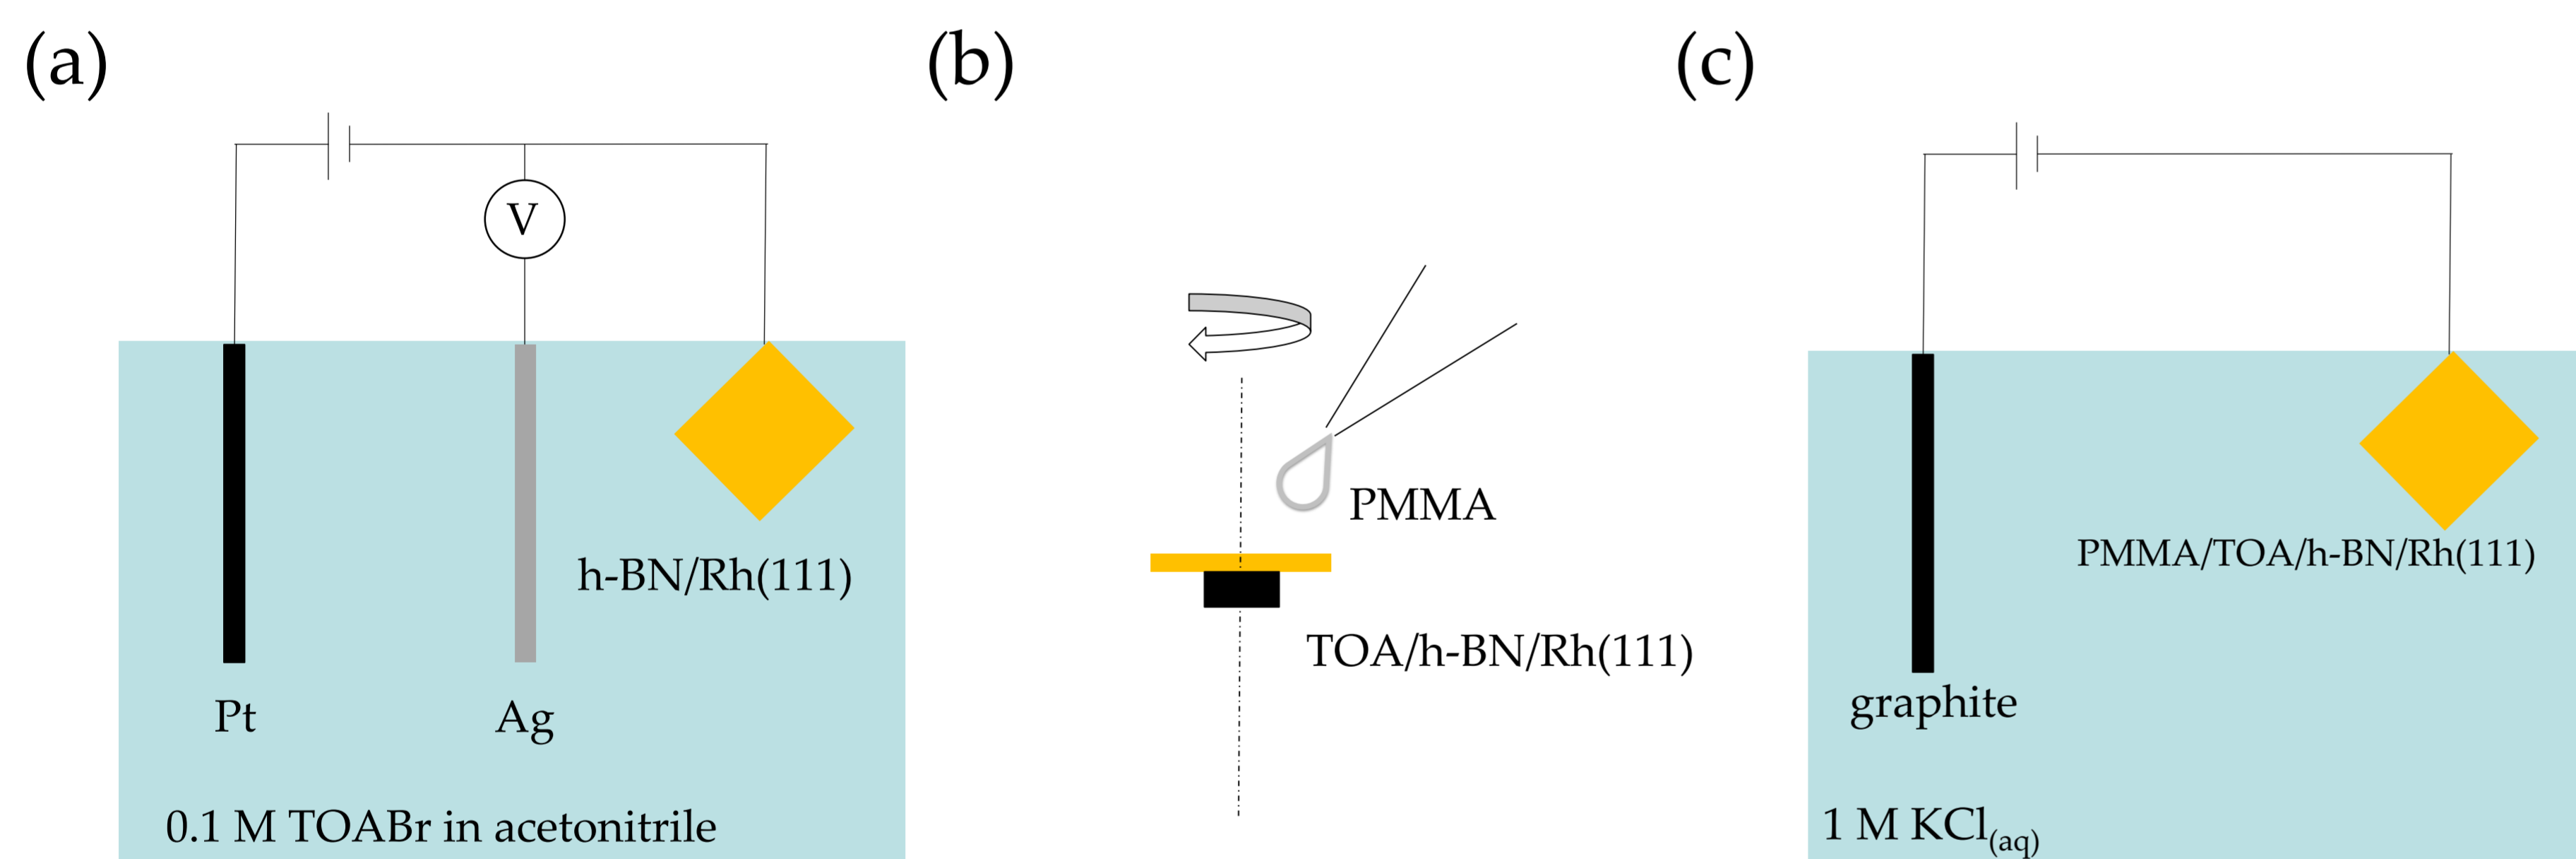 (a)
V
h-BN/Rh(111)
Pt
Ag
0.1 M TOABr in acetonitrile
(b)
PMMA
TOA/h-BN/Rh(111)
(c)
PMMA/TOA/h-BN/Rh(111)
graphite
1 M KCl(aq)